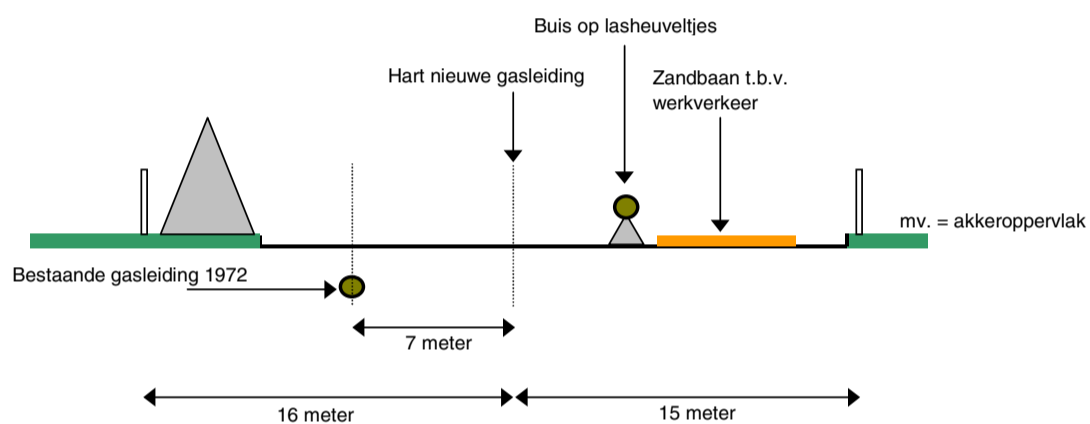 Buis op lasheuveltjes
Hart nieuwe gasleiding
Zandbaan t.b.v.
werkverkeer
mv. = akkeroppervlak
Bestaande gasleiding 1972
7 meter
16 meter
15 meter